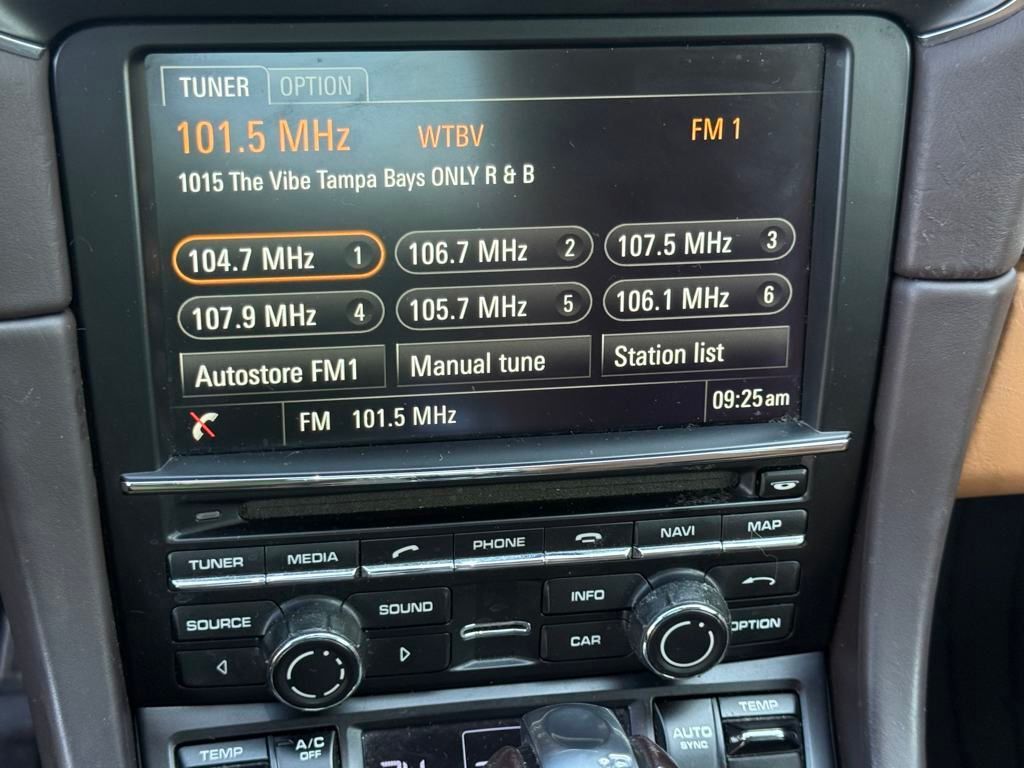 TUNER OPTION
101.5 MHz WTBV FM 1
1015 The Vibe Tampa Bays ONLY R & B
104.7 MHz 1 106.7 MHz 2 107.5 MHz 3
107.9 MHz 4 105.7 MHz 5 106.1 MHz 6
Autostore FM1 Manual tune Station list
FM 101.5 MHz 09:25am
TUNER MEDIA PHONE NAVI MAP
SOURCE SOUND INFO OPTION
CAR
TEMP A/C OFF AUTO SYNC TEMP